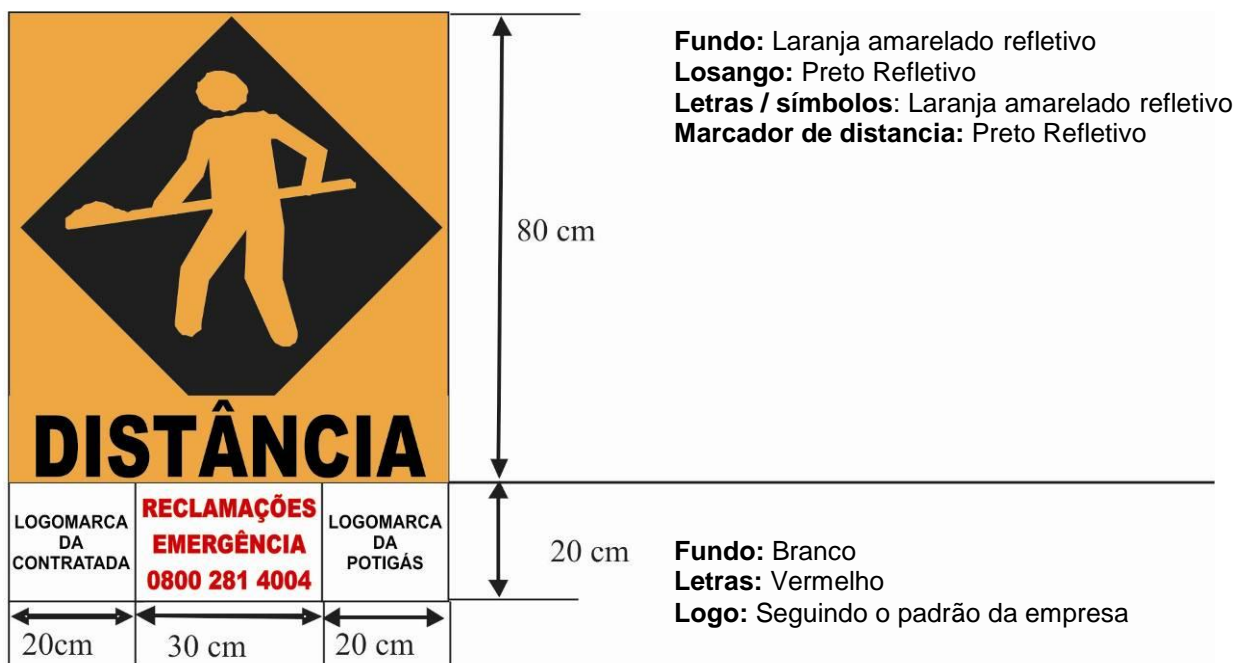 Fundo: Laranja amarelado refletivo
Losango: Preto Refletivo
Letras / símbolos: Laranja amarelado refletivo
Marcador de distancia: Preto Refletivo
80 cm
DISTÂNCIA
LOGOMARCA
DA
CONTRATADA
RECLAMAÇÕES
EMERGÊNCIA
0800 281 4004
LOGOMARCA
DA
POTIGÁS
20 cm
Fundo: Branco
Letras: Vermelho
Logo: Seguindo o padrão da empresa
20cm
30 cm
20 cm